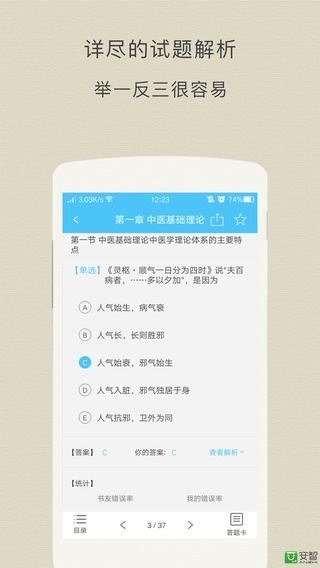 详尽的试题解析
举一反三很容易
3.03K/s
12:23
74%
第一章 中医基础理论
第一节 中医基础理论中医学理论体系的主要特
点
【单选】《灵枢·顺气一日分为四时》说“夫百
病者，……多以夕加”，是因为
A 人气始生，病气衰
B 人气长，长则胜邪
C 人气始衰，邪气始生
D 人气入脏，邪气独居于身
E 人气抗邪，卫外为同
【答案】 C 你的答案： C 查看解析
【统计】
书友错误率 我的错误率
目录 3 / 37 答题卡
安智